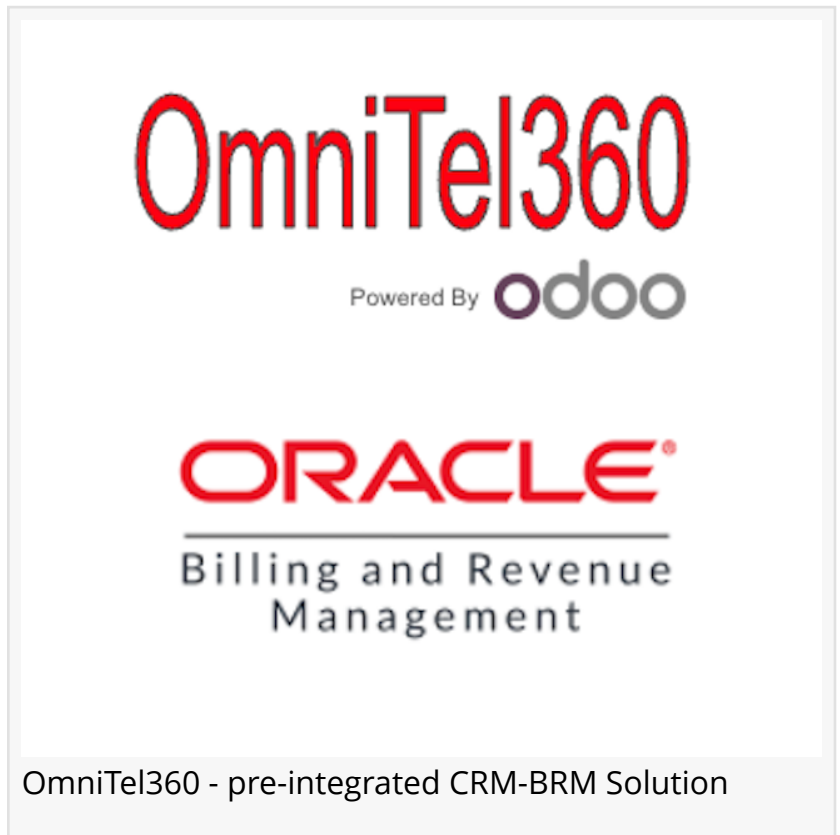 OmniTel360
Powered By odoo
ORACLE®
Billing and Revenue
Management
OmniTel360 - pre-integrated CRM-BRM Solution